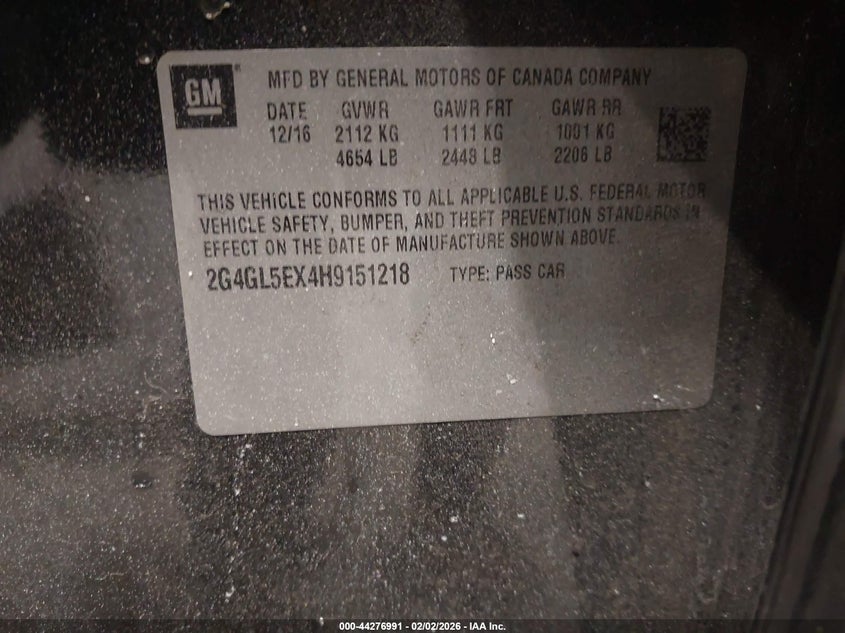 GM
MFD BY GENERAL MOTORS OF CANADA COMPANY
DATE GVWR GAWR FRT GAWR RR
12/16 2112 KG 1111 KG 1001 KG
4654 LB 2448 LB 2206 LB
THIS VEHICLE CONFORMS TO ALL APPLICABLE U.S. FEDERAL MOTOR
VEHICLE SAFETY, BUMPER, AND THEFT PREVENTION STANDARDS IN
EFFECT ON THE DATE OF MANUFACTURE SHOWN ABOVE.
2G4GL5EX4H9151218 TYPE: PASS CAR
000-44276991 - 02/02/2026 - IAA Inc.